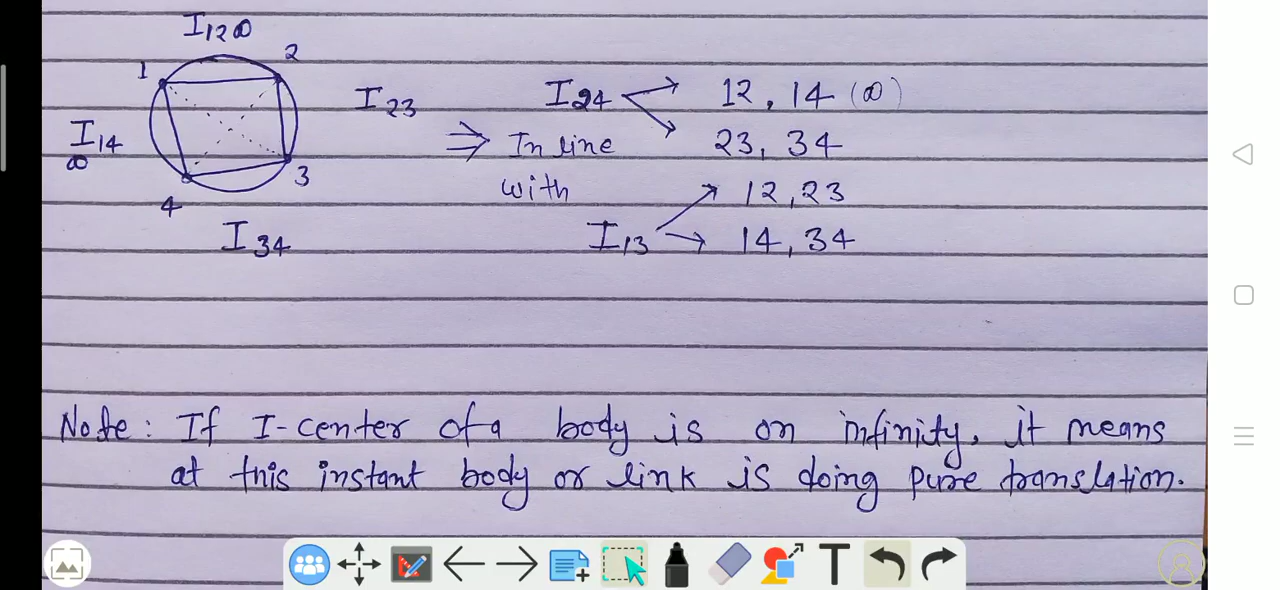 I12∞
1 2
I23
I14
∞
3
4
I34
I24 → 12, 14 (∞)
⇒ In line → 23, 34
with → 12, 23
I13 → 14, 34
Note: If I-center of a body is on infinity, it means
at this instant body or link is doing pure translation.
T